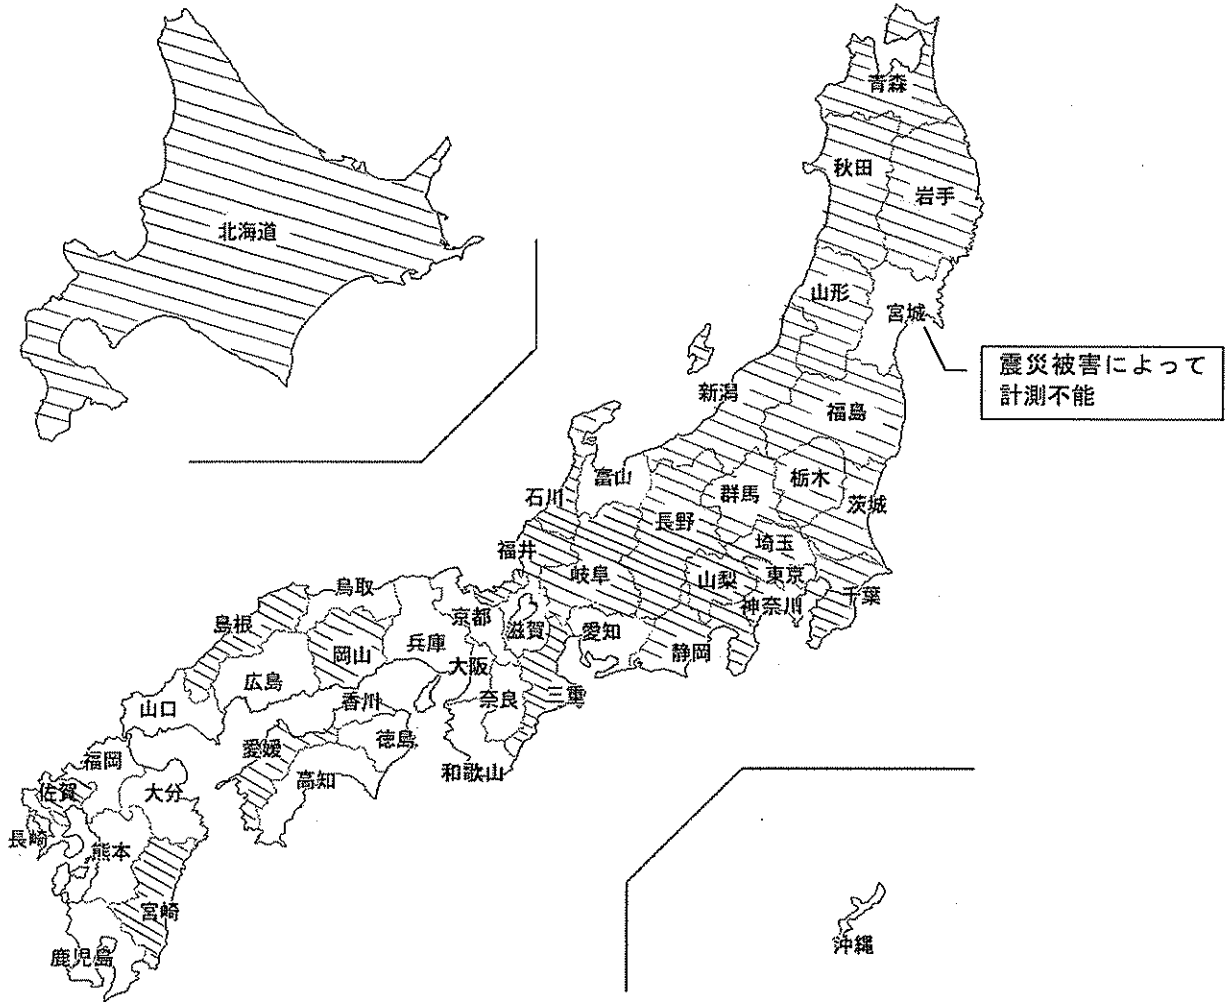 青森
秋田
岩手
北海道
山形
宮城
震災被害によって
計測不能
新潟
福島
富山
栃木
群馬
石川
茨城
長野
埼玉
福井
岐阜
山梨
東京
鳥取
千葉
神奈川
京都
島根
滋賀
愛知
兵庫
岡山
静岡
大阪
広島
三重
奈良
香川
山口
徳島
愛媛
福岡
和歌山
高知
佐賀
大分
長崎
熊本
宮崎
沖縄
鹿児島